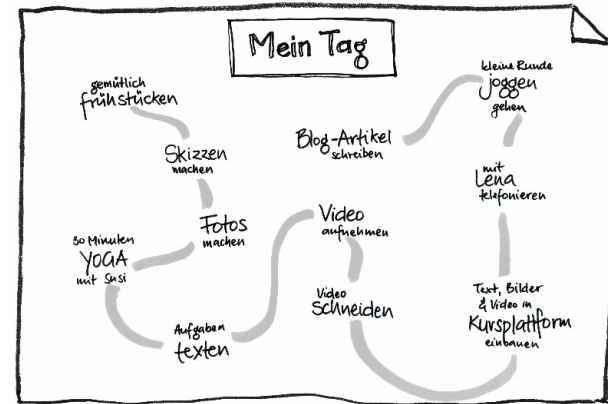 Mein Tag
gemütlich
frühstücken
Skizzen
machen
Fotos
machen
30 Minuten
YOGA
mit Susi
Aufgaben
texten
Video
aufnehmen
Video
schneiden
Text, Bilder
& Video in
Kursplattform
einbauen
mit
Lena
telefonieren
kleine Runde
joggen
gehen
Blog-Artikel
schreiben